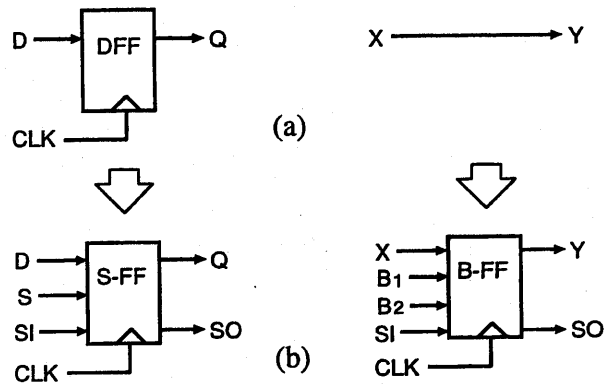 D
DFF
Q
CLK
X
Y
(a)
D
S
SI
CLK
S-FF
Q
SO
(b)
X
B1
B2
SI
CLK
B-FF
Y
SO